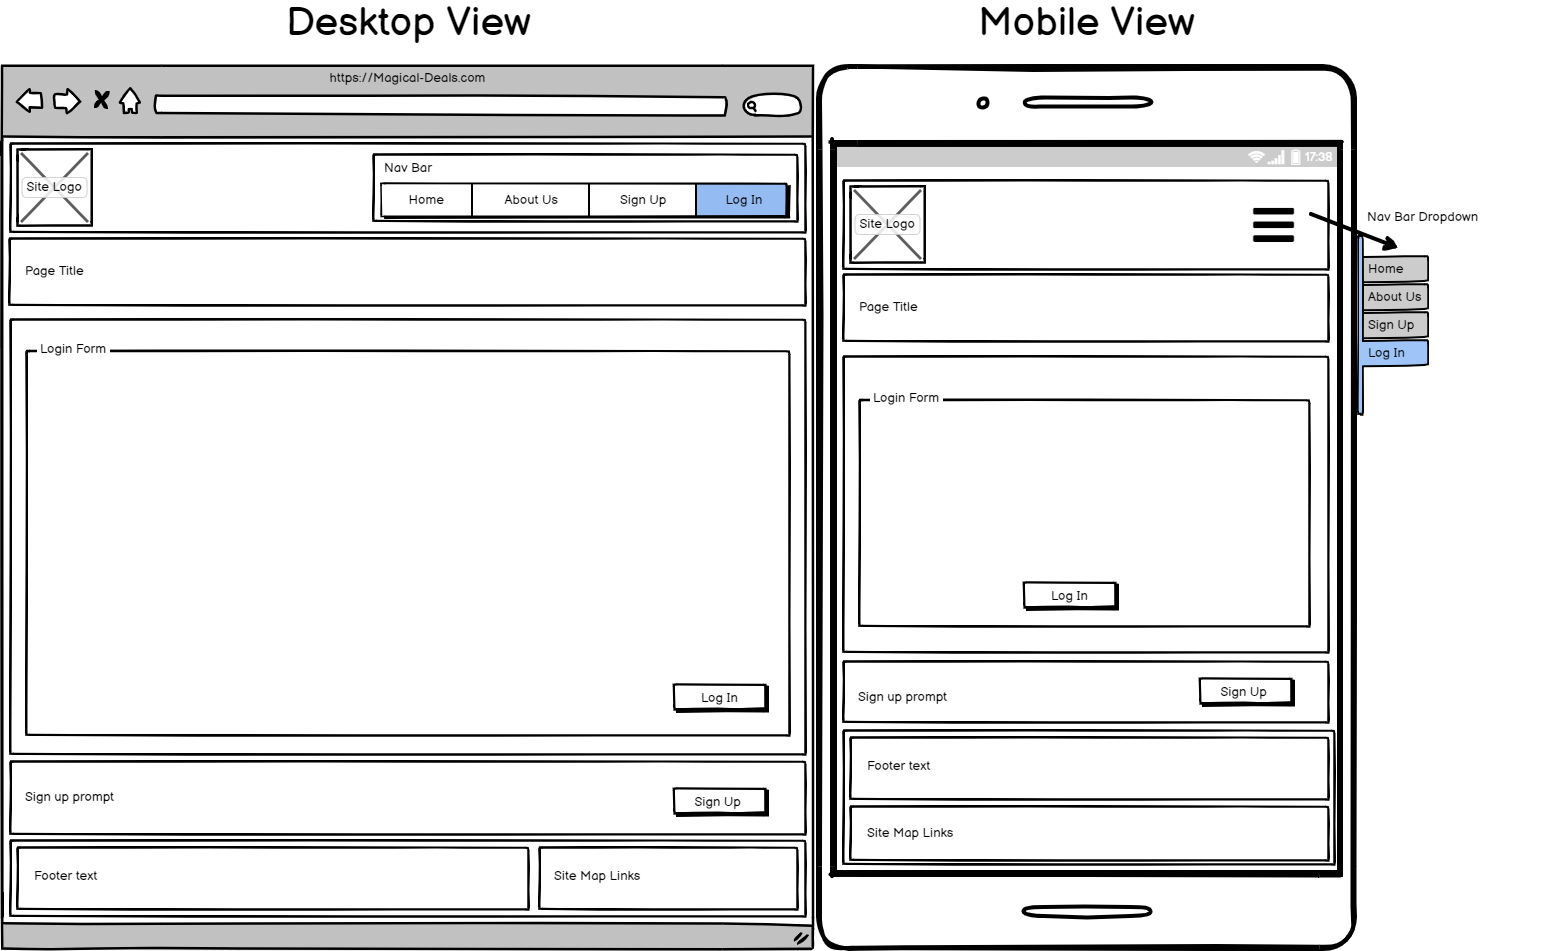 Desktop View
https://Magical-Deals.com
Site Logo
Nav Bar
Home
About Us
Sign Up
Log In
Page Title
Login Form
Log In
Sign up prompt
Sign Up
Footer text
Site Map Links
Mobile View
17:38
Site Logo
Nav Bar Dropdown
Home
About Us
Sign Up
Log In
Page Title
Login Form
Log In
Sign up prompt
Sign Up
Footer text
Site Map Links